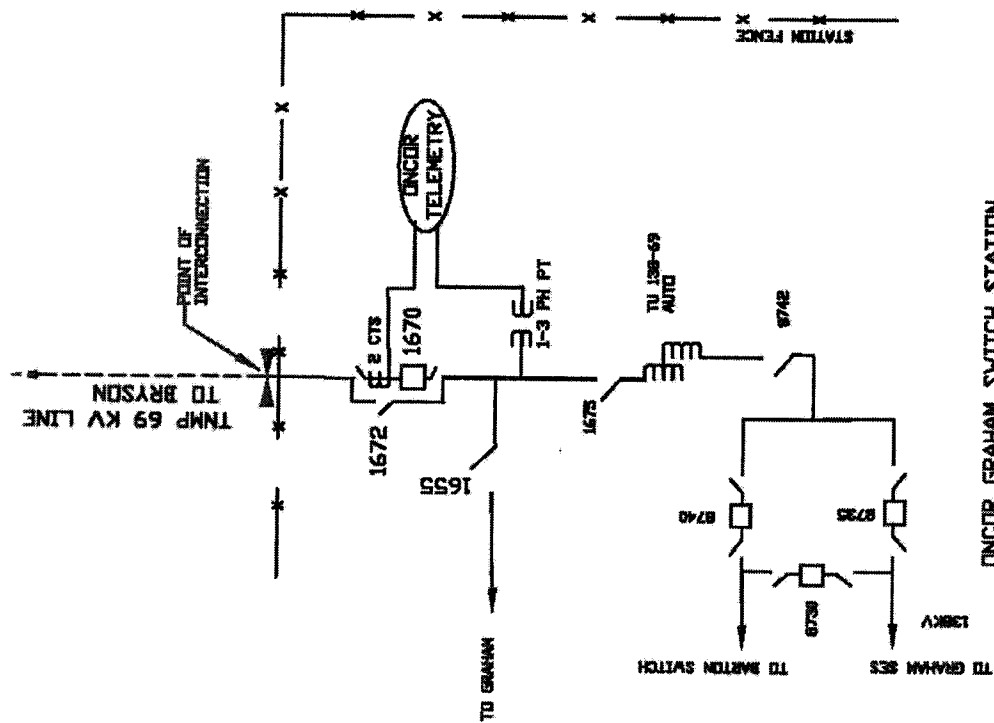 STATION FENCE
POINT OF
INTERCONNECTION
ONCOR
TELEMETRY
TNMP 69 KV LINE
TO BRYSON
2 CTS
1670
1672
1-3 PH PT
1655
TU 138-69
AUTO
1675
8742
TO GRAHAM
8740
8735
8730
138KV
TO BARTON SWITCH
TO GRAHAM SES
ONCOR GRAHAM SWITCH STATION